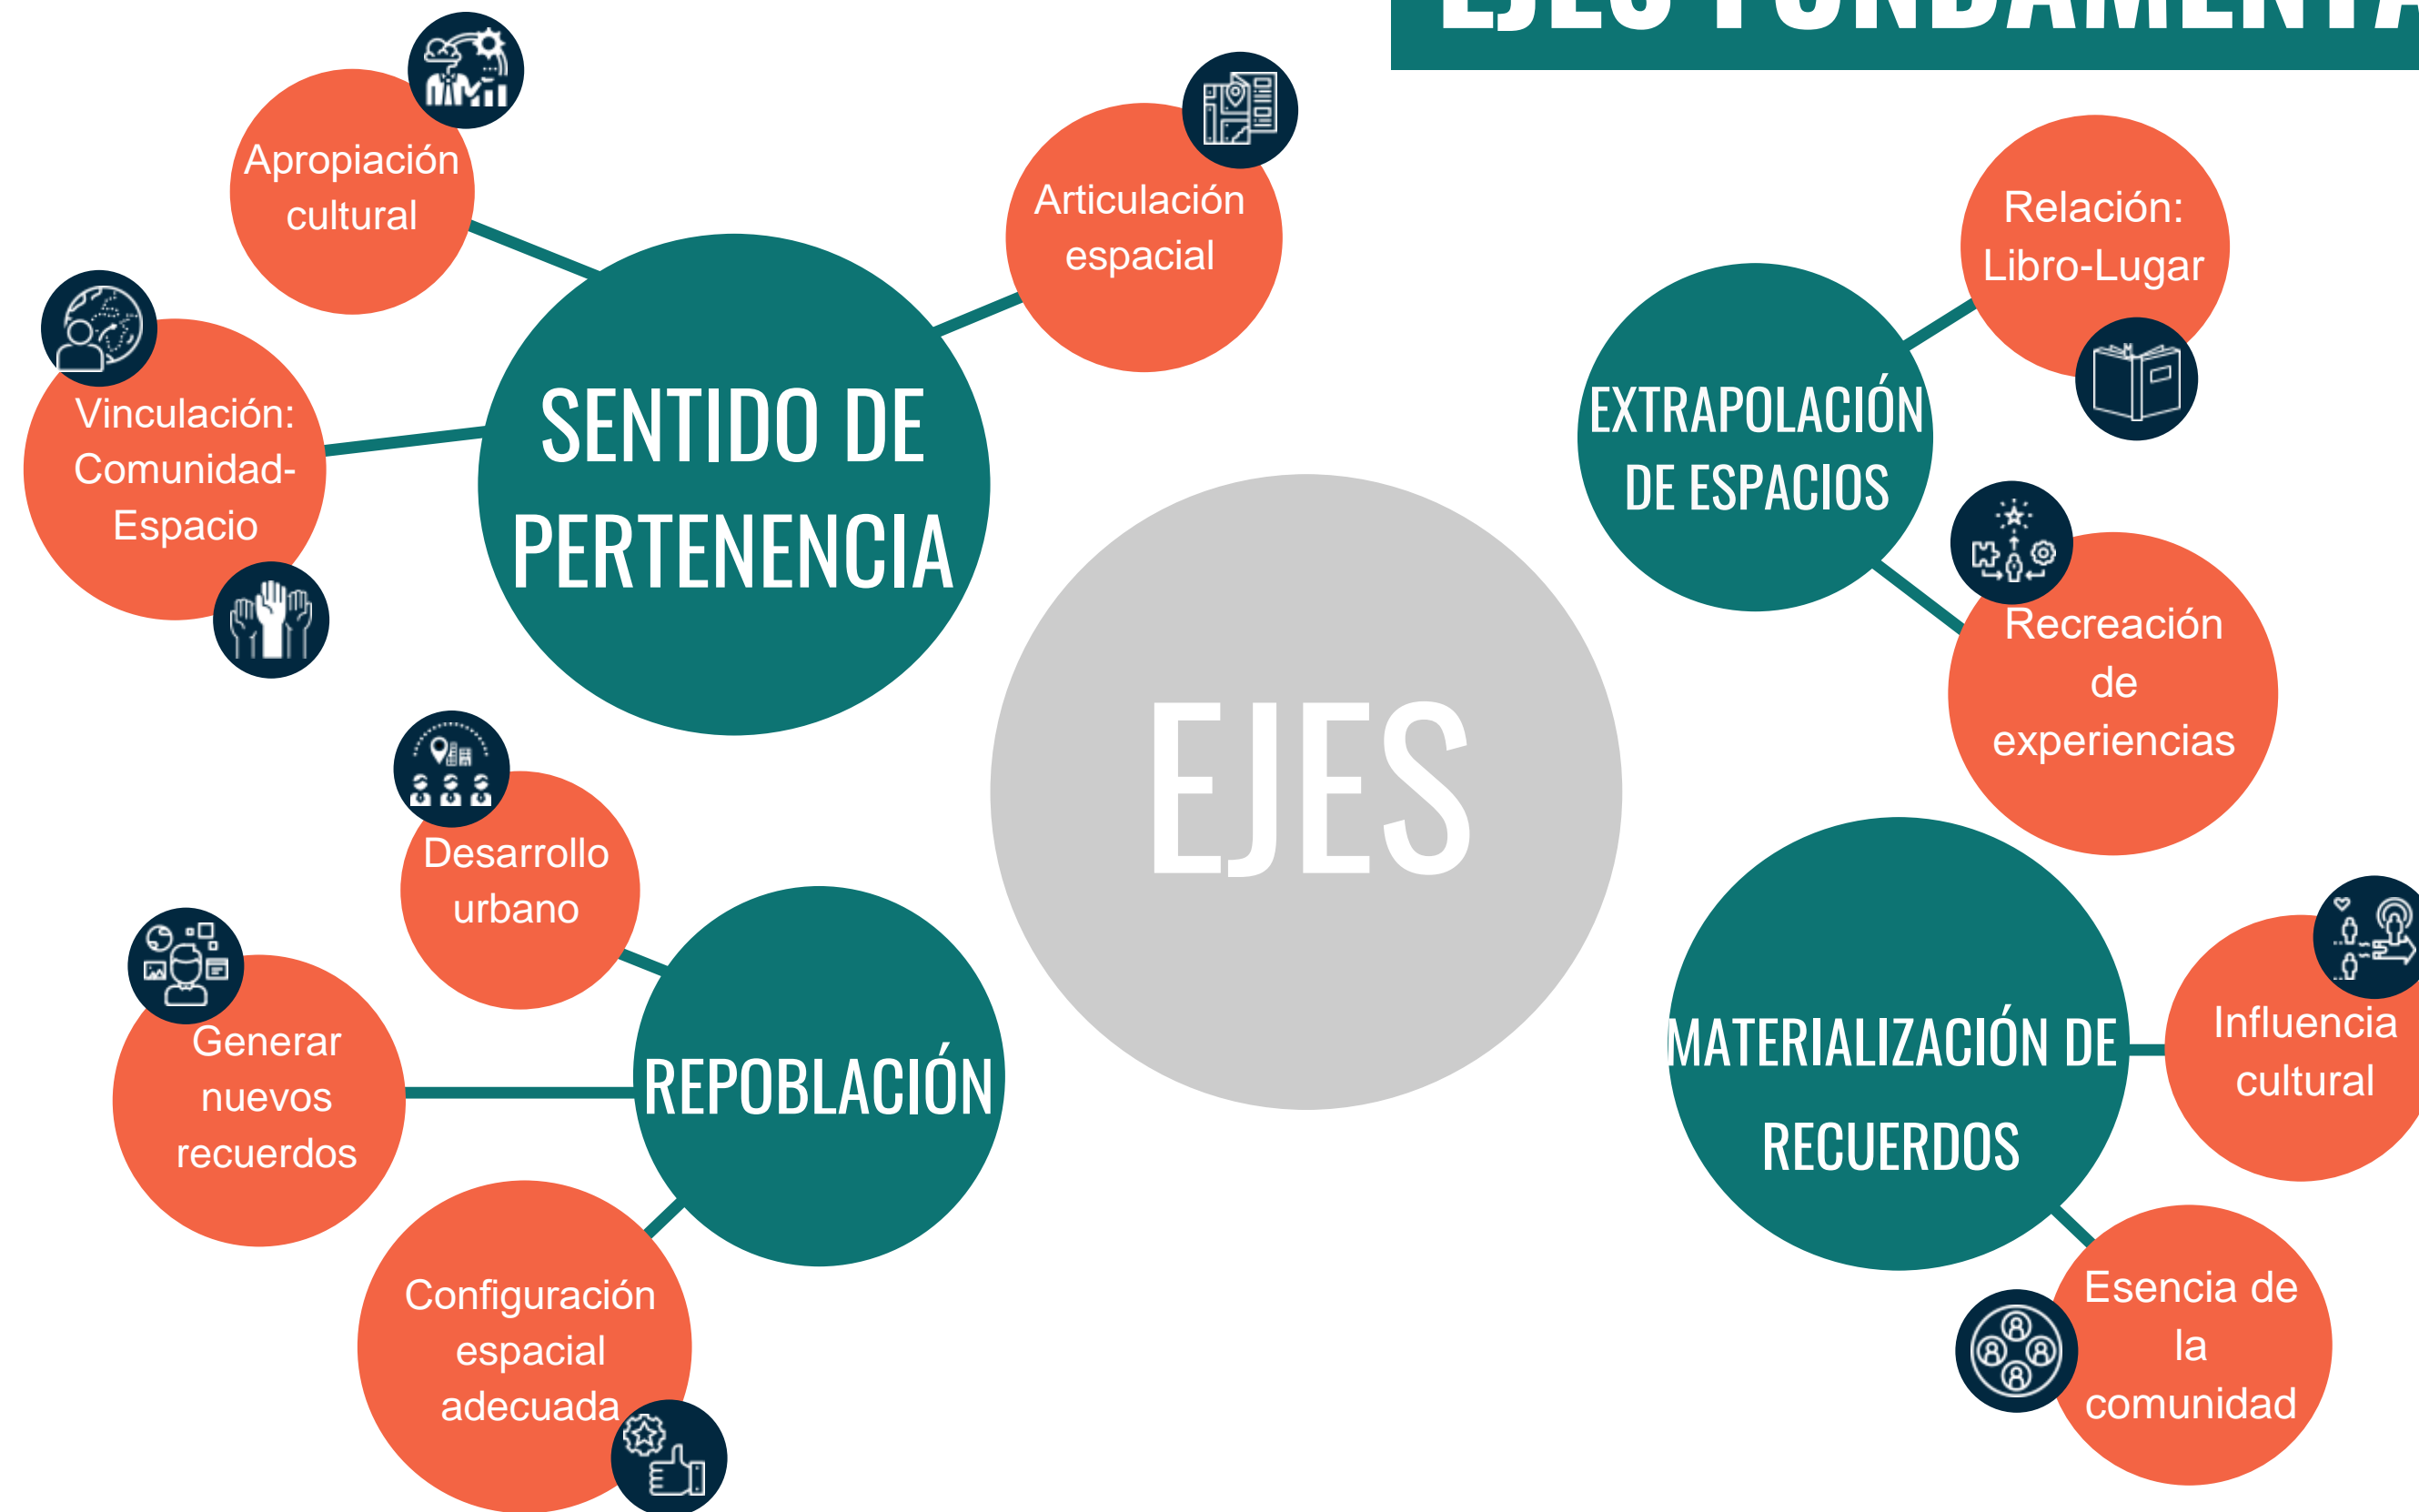 EJES FUNDAMENTA
Apropiación
cultural
Articulación
espacial
Vinculación:
Comunidad-
Espacio
SENTIDO DE
PERTENENCIA
Relación:
Libro-Lugar
EXTRAPOLACIÓN
DE ESPACIOS
Recreación
de
experiencias
EJES
Desarrollo
urbano
Generar
nuevos
recuerdos
REPOBLACIÓN
Configuración
espacial
adecuada
MATERIALIZACIÓN DE
RECUERDOS
Influencia
cultural
Esencia de
la
comunidad